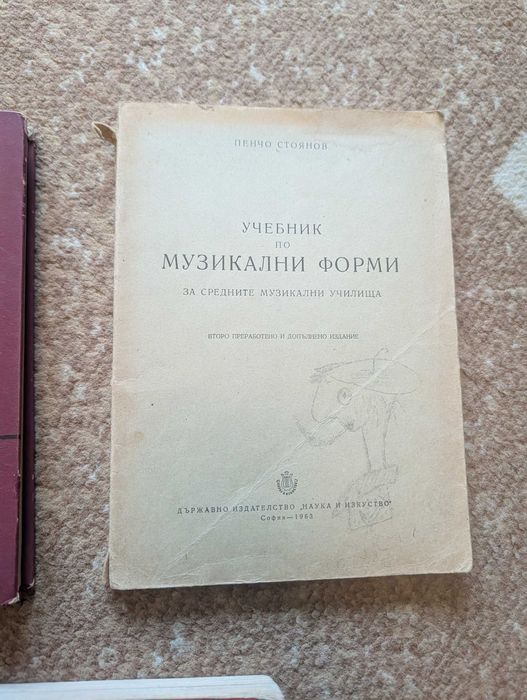 ПЕНЧО СТОЯНОВ
УЧЕБНИК
ПО
МУЗИКАЛНИ ФОРМИ
ЗА СРЕДНИТЕ МУЗИКАЛНИ УЧИЛИЩА
ВТОРО ПРЕРАБОТЕНО И ДОПЪЛНЕНО ИЗДАНИЕ
ДЪРЖАВНО ИЗДАТЕЛСТВО „НАУКА И ИЗКУСТВО"
София—1963